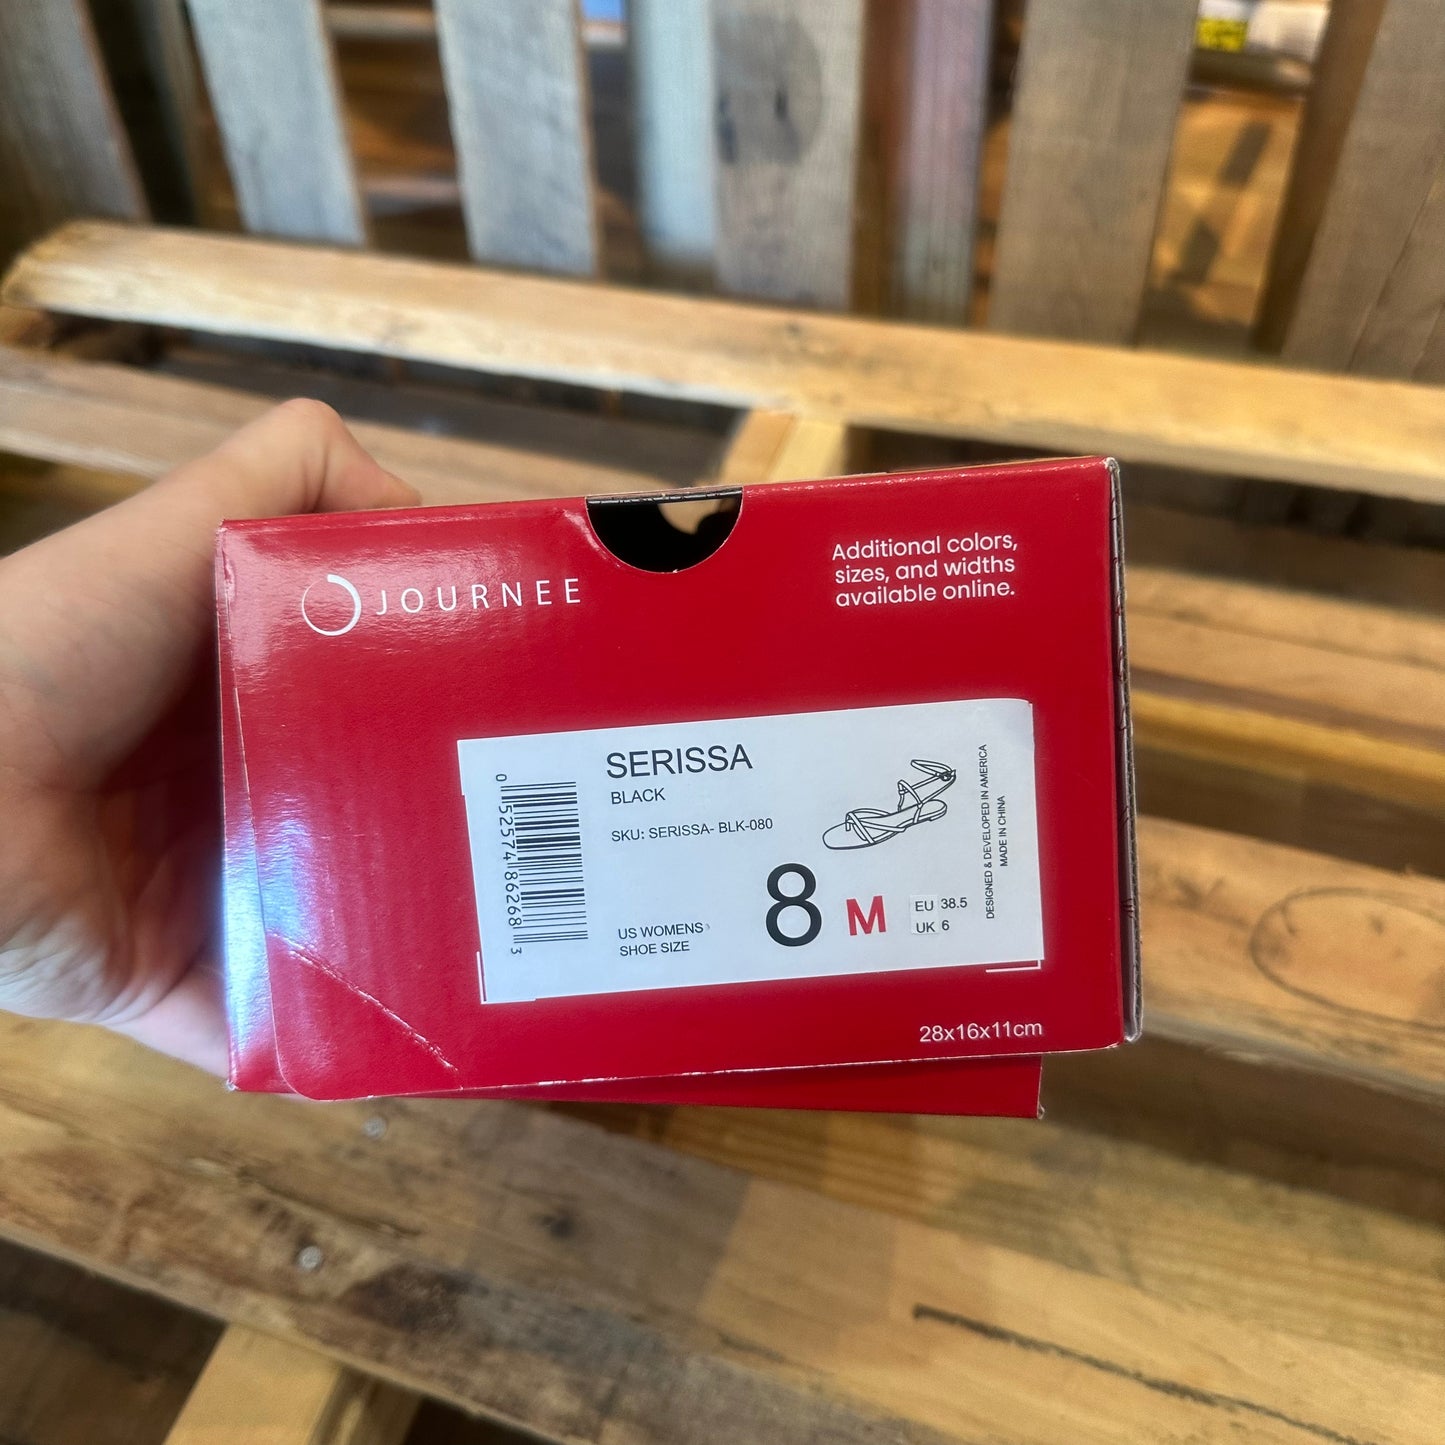 JOURNEE
Additional colors,
sizes, and widths
available online.
SERISSA
BLACK
SKU: SERISSA- BLK-080
0 52574 86268 3
US WOMENS
SHOE SIZE
8 M
EU 38.5
UK 6
DESIGNED & DEVELOPED IN AMERICA
MADE IN CHINA
28x16x11cm